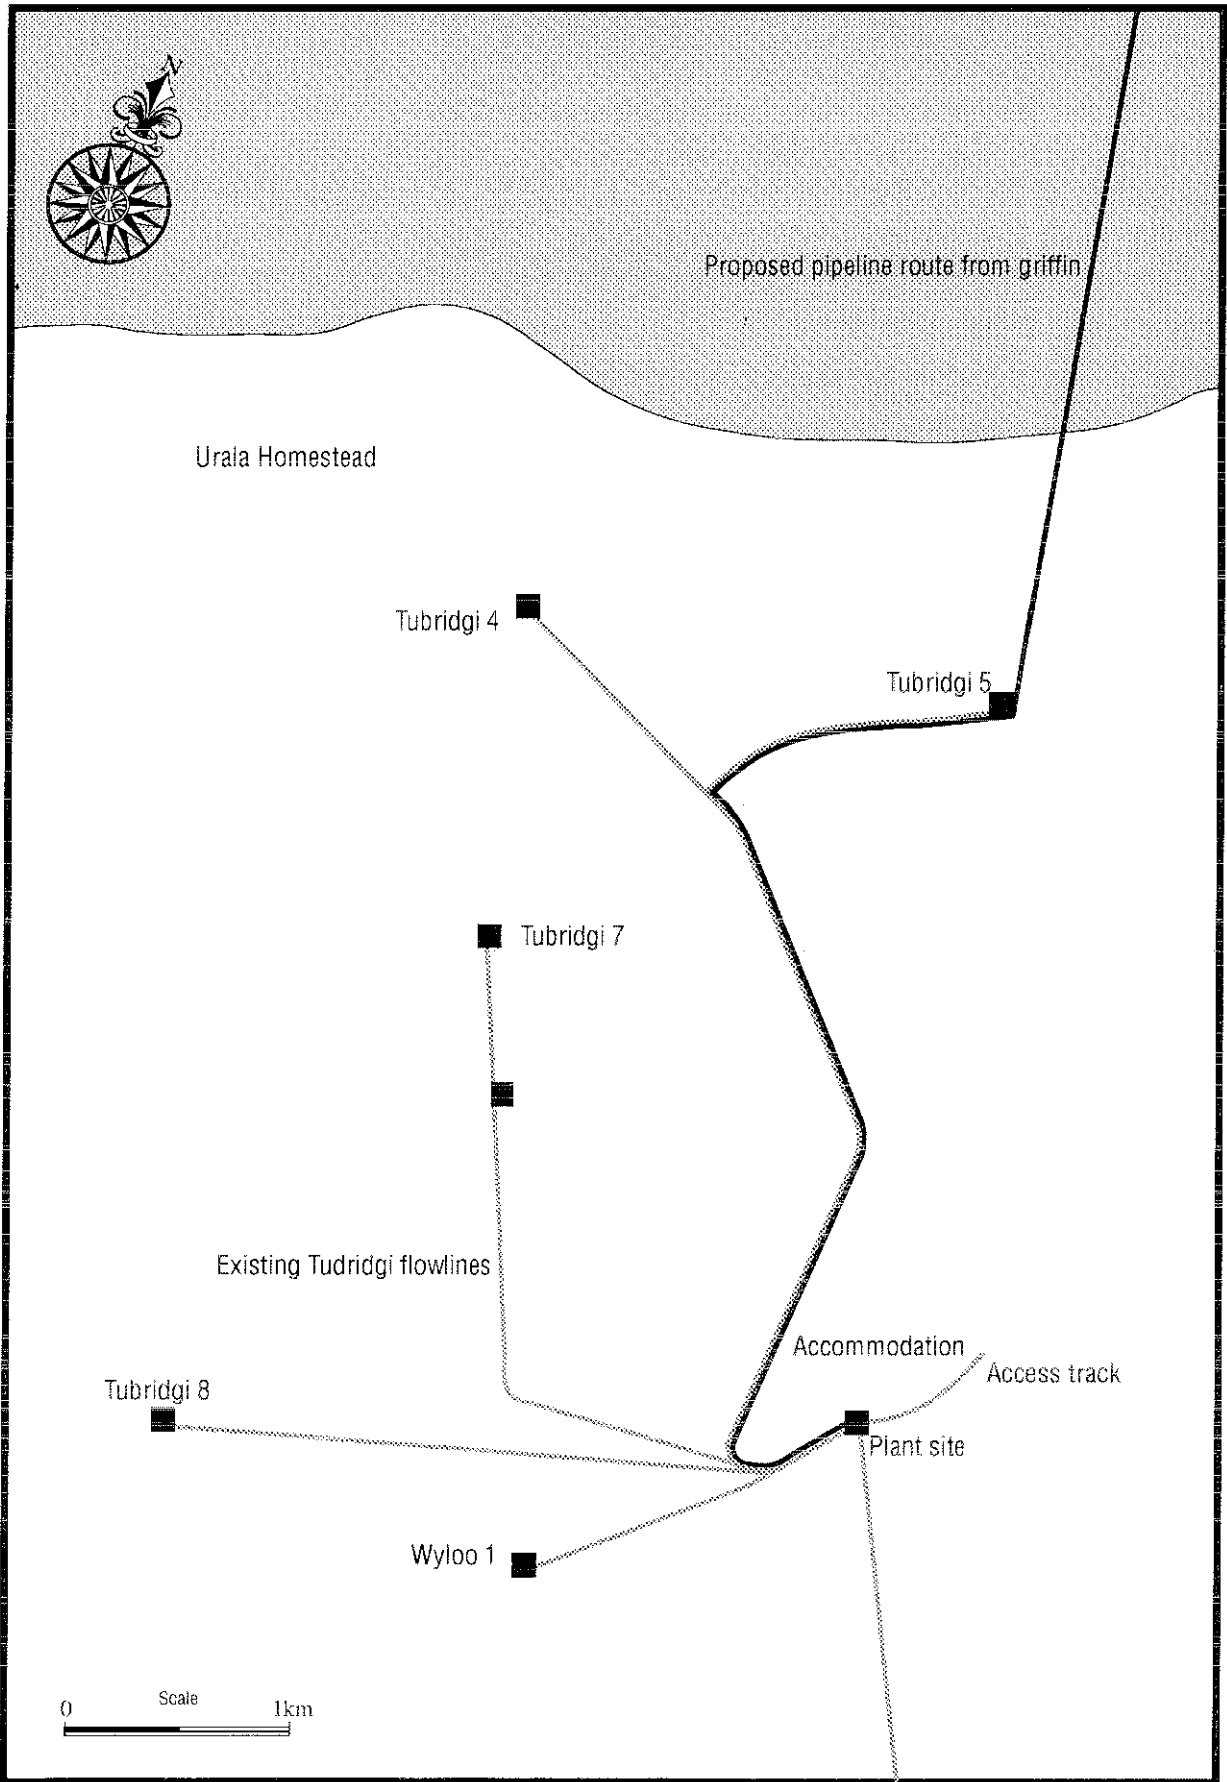 N
Proposed pipeline route from griffin
Urala Homestead
Tubridgi 4
Tubridgi 5
Tubridgi 7
Existing Tudridgi flowlines
Accommodation
Access track
Tubridgi 8
Plant site
Wyloo 1
Scale
0 1km